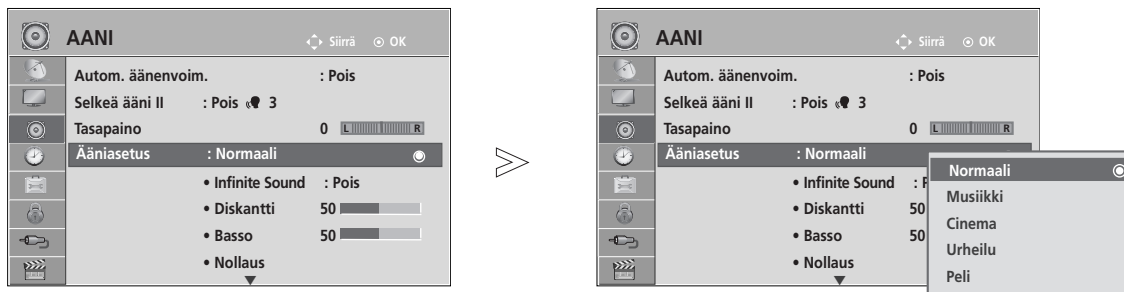 AANI Siirrä OK
Autom. äänenvoim. : Pois
Selkeä ääni II : Pois 3
Tasapaino 0 L R
Ääniasetus : Normaali
• Infinite Sound : Pois
• Diskantti 50
• Basso 50
• Nollaus
AANI Siirrä OK
Autom. äänenvoim. : Pois
Selkeä ääni II : Pois 3
Tasapaino 0 L R
Ääniasetus : Normaali
• Infinite Sound :
• Diskantti 50
• Basso 50
• Nollaus
Normaali
Musiikki
Cinema
Urheilu
Peli